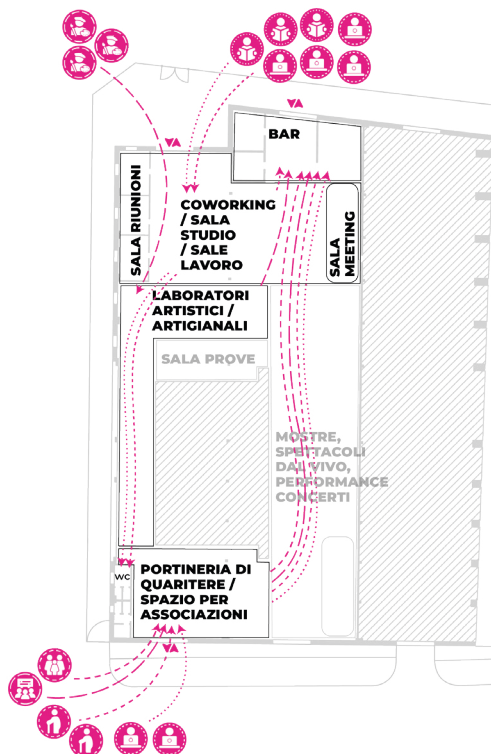 BAR
SALA RIUNIONI
COWORKING
/ SALA
STUDIO
/ SALE
LAVORO
SALA
MEETING
LABORATORI
ARTISTICI /
ARTIGIANALI
SALA PROVE
MOSTRE,
SPETTACOLI
DAL VIVO,
PERFORMANCE
CONCERTI
WC
PORTINERIA DI
QUARITERE /
SPAZIO PER
ASSOCIAZIONI